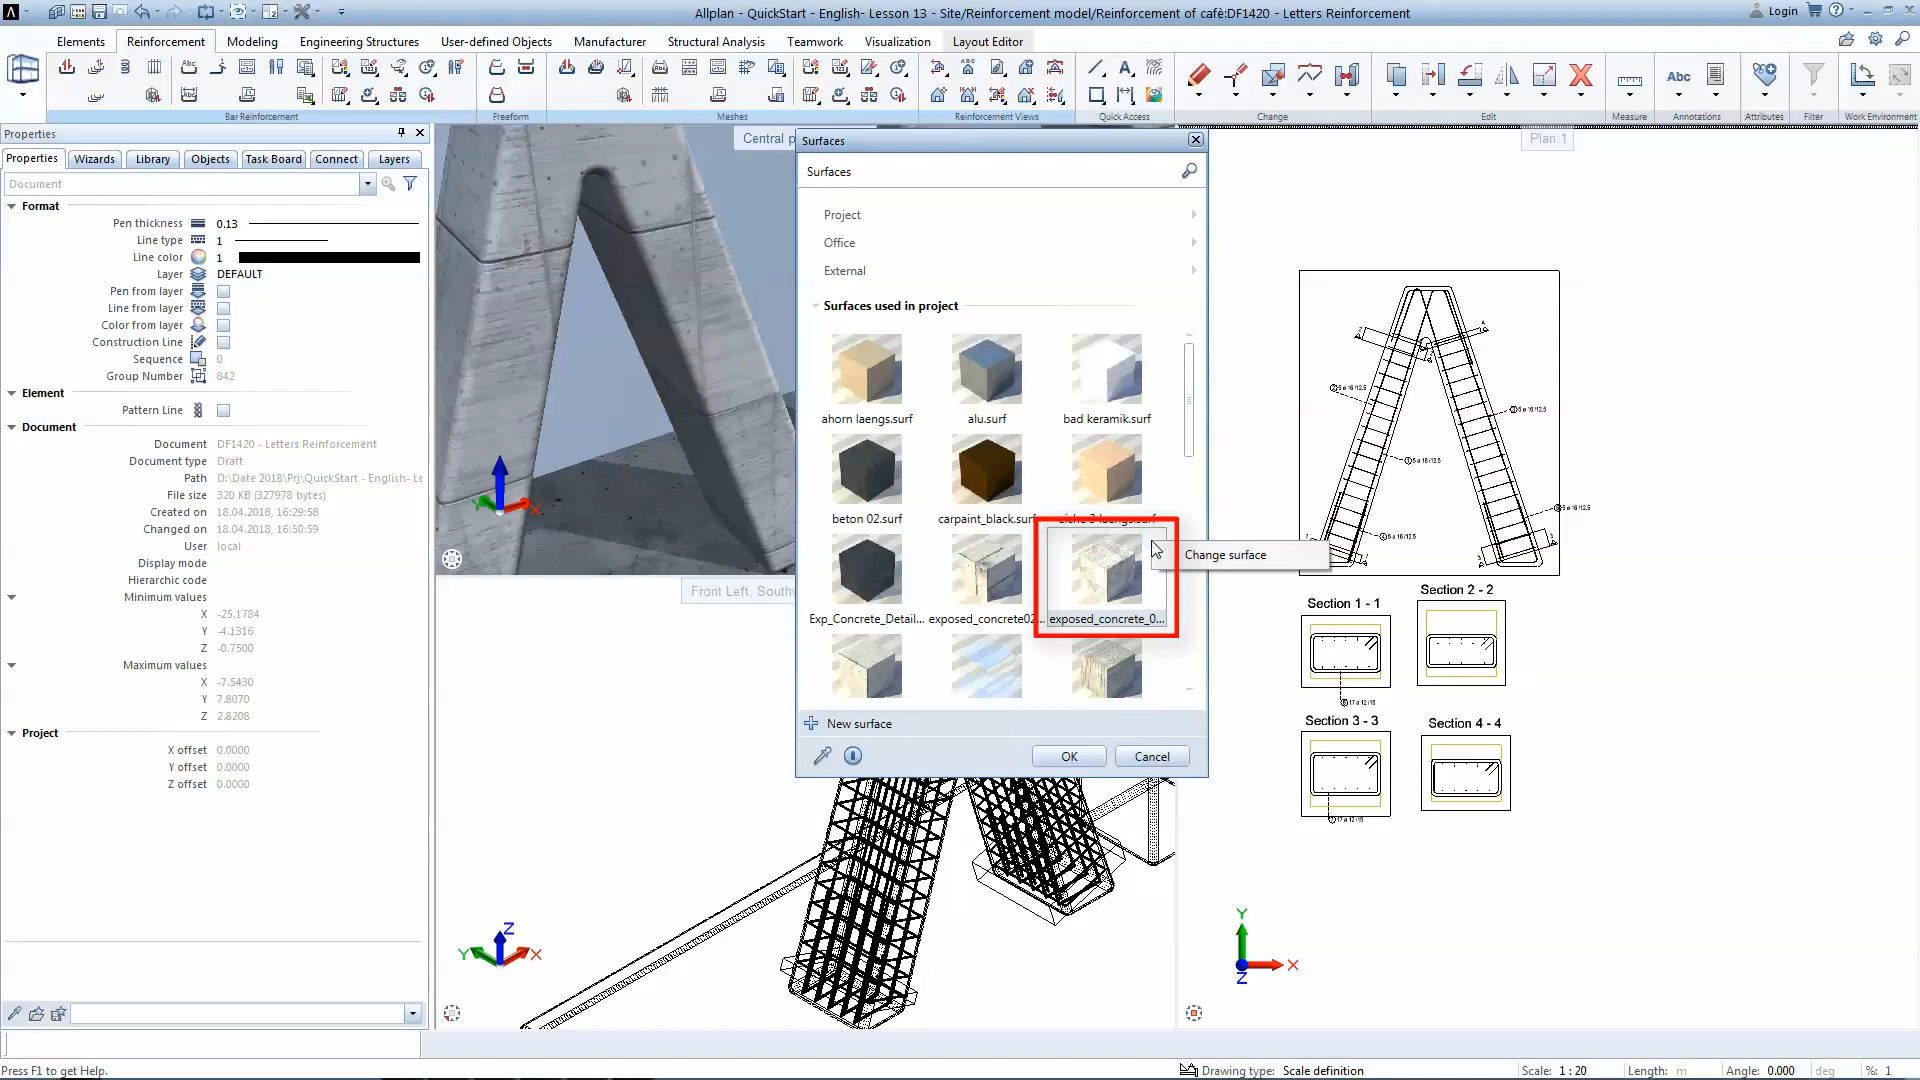 Allplan - QuickStart - English- Lesson 13 - Site/Reinforcement model/Reinforcement of cafè:DF1420 - Letters Reinforcement
Login
Elements Reinforcement Modeling Engineering Structures User-defined Objects Manufacturer Structural Analysis Teamwork Visualization Layout Editor
Bar Reinforcement Freeform Meshes Reinforcement Views Quick Access Change Edit Measure Annotations Attributes Filter Work Environment
Properties
Properties Wizards Library Objects Task Board Connect Layers
Document
Format
Pen thickness 0.13
Line type 1
Line color 1
Layer DEFAULT
Pen from layer
Line from layer
Color from layer
Construction Line
Sequence 0
Group Number 842
Element
Pattern Line
Document
Document DF1420 - Letters Reinforcement
Document type Draft
Path D:\Date 2018\Prj\QuickStart - English- Le
File size 320 KB (327978 bytes)
Created on 18.04.2018, 16:29:58
Changed on 18.04.2018, 16:50:59
User local
Display mode
Hierarchic code
Minimum values
X -25.1784
Y -4.1316
Z -0.7500
Maximum values
X -7.5430
Y 7.8070
Z 2.8208
Project
X offset 0.0000
Y offset 0.0000
Z offset 0.0000
Central p
Front Left, South
Plan:1
Surfaces
Surfaces
Project
Office
External
Surfaces used in project
ahorn laengs.surf alu.surf bad keramik.surf
beton 02.surf carpaint_black.surf
Exp_Concrete_Detail... exposed_concrete02... exposed_concrete_0...
Change surface
New surface
OK Cancel
Section 1 - 1 Section 2 - 2
Section 3 - 3 Section 4 - 4
X Y Z
X Y Z
Y X Z
Press F1 to get Help.
Drawing type: Scale definition Scale: 1 : 20 Length: m Angle: 0.000 deg %: 1